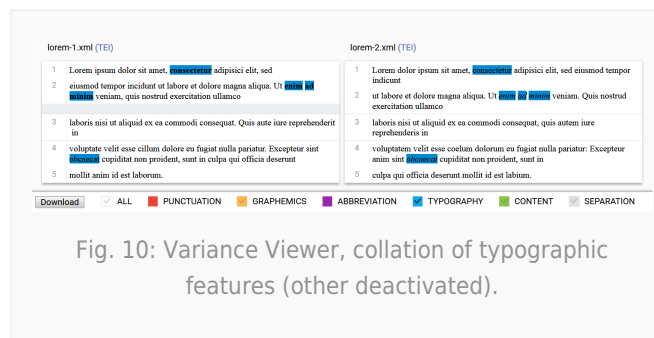 lorem-1.xml (TEI)
1 Lorem ipsum dolor sit amet, consectetur adipisici elit, sed
2 eiusmod tempor incidunt ut labore et dolore magna aliqua. Ut enim ad
minim veniam, quis nostrud exercitation ullamco
3 laboris nisi ut aliquid ex ea commodi consequat. Quis aute iure reprehenderit
in
4 voluptate velit esse cillum dolore eu fugiat nulla pariatur. Excepteur sint
obcaecat cupiditat non proident, sunt in culpa qui officia deserunt
5 mollit anim id est laborum.
lorem-2.xml (TEI)
1 Lorem ipsum dolor sit amet, consectetur adipisici elit, sed eiusmod tempor
indicunt
2 ut labore et dolore magna aliqua. Ut enim ad minim veniam. Quis nostrud
exercitation ullamco
3 laboris nisi ut aliquid ex ea commodi consequat, quis autem iure
reprehenderis in
4 voluptatem velit esse coelum dolorum eu fugiat nulla pariatur: Excepteur
anim sint obcaecat cupiditat non proident, sunt in
5 culpa qui officia deserunt mollit id est labium.
Download ALL PUNCTUATION GRAPHEMICS ABBREVIATION TYPOGRAPHY CONTENT SEPARATION
Fig. 10: Variance Viewer, collation of typographic
features (other deactivated).